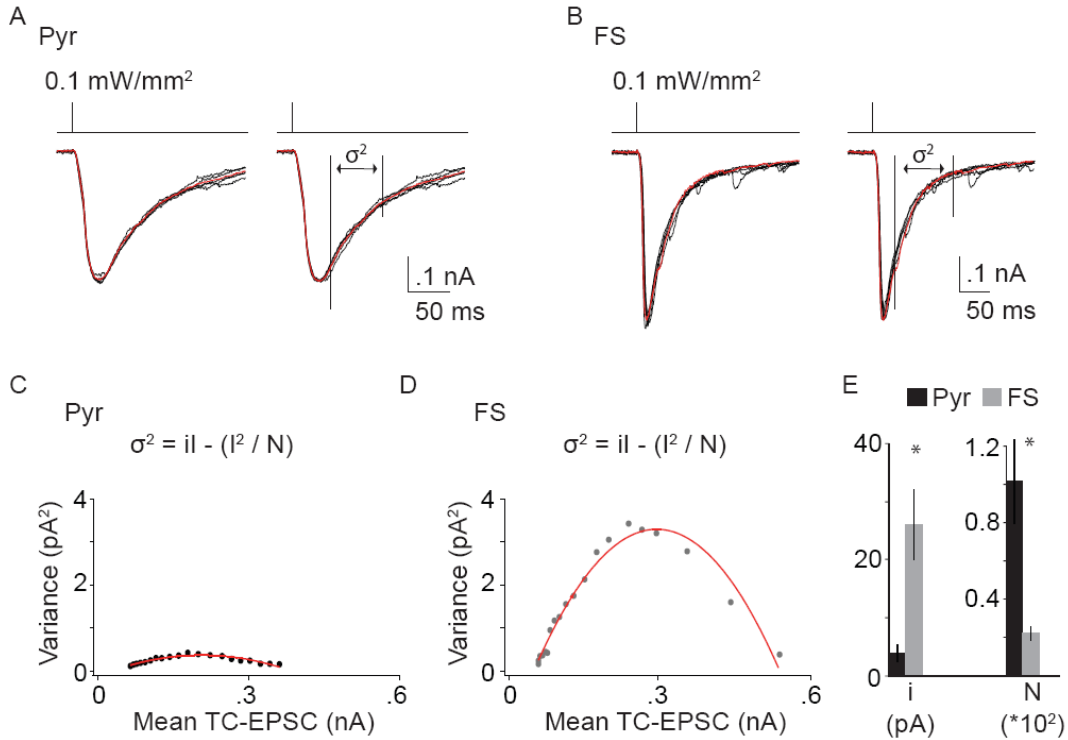 A
Pyr
0.1 mW/mm²
σ²
.1 nA
50 ms
B
FS
0.1 mW/mm²
σ²
.1 nA
50 ms
C
Pyr
σ² = iI - (I² / N)
Variance (pA²)
4
2
0
0
.3
.6
Mean TC-EPSC (nA)
D
FS
σ² = iI - (I² / N)
Variance (pA²)
4
2
0
0
.3
.6
Mean TC-EPSC (nA)
E
Pyr FS
40
20
0
*
i
(pA)
1.2
0.8
0.4
*
N
(*10²)